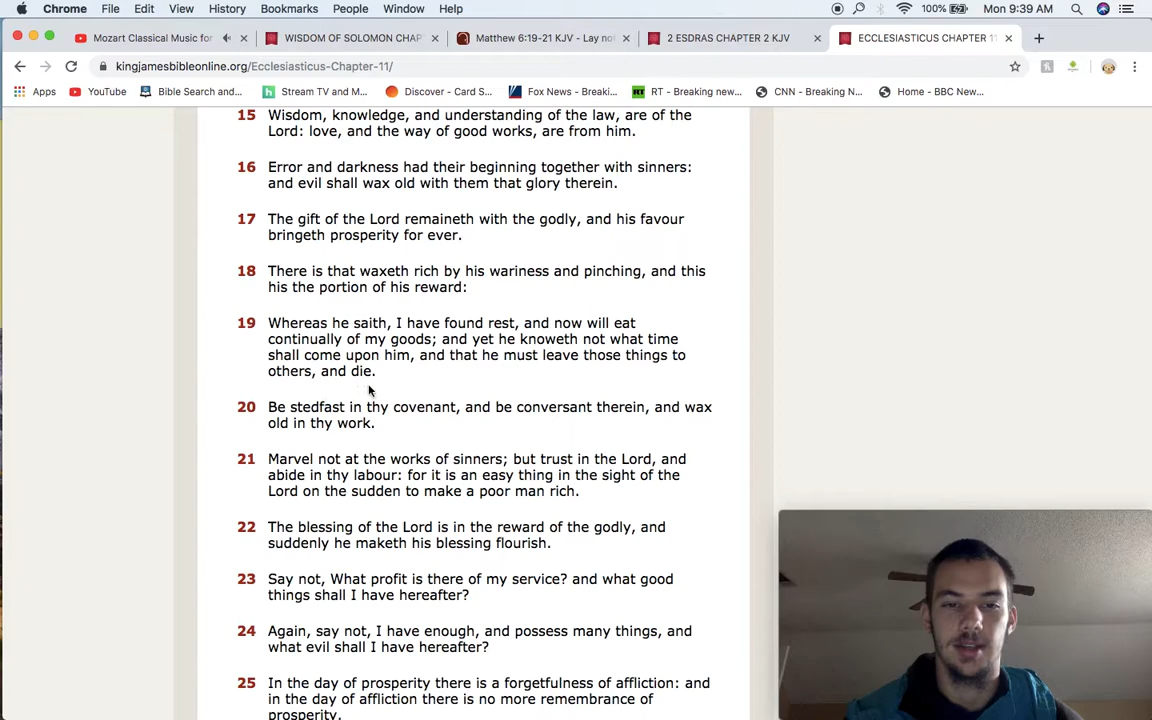 Chrome File Edit View History Bookmarks People Window Help 100% Mon 9:39 AM
Mozart Classical Music for WISDOM OF SOLOMON CHAP Matthew 6:19-21 KJV - Lay no 2 ESDRAS CHAPTER 2 KJV ECCLESIASTICUS CHAPTER 11
kingjamesbibleonline.org/Ecclesiasticus-Chapter-11/
Apps YouTube Bible Search and... Stream TV and M... Discover - Card S... Fox News - Breaki... RT - Breaking new... CNN - Breaking N... Home - BBC New...
15 Wisdom, knowledge, and understanding of the law, are of the
Lord: love, and the way of good works, are from him.
16 Error and darkness had their beginning together with sinners:
and evil shall wax old with them that glory therein.
17 The gift of the Lord remaineth with the godly, and his favour
bringeth prosperity for ever.
18 There is that waxeth rich by his wariness and pinching, and this
his the portion of his reward:
19 Whereas he saith, I have found rest, and now will eat
continually of my goods; and yet he knoweth not what time
shall come upon him, and that he must leave those things to
others, and die.
20 Be stedfast in thy covenant, and be conversant therein, and wax
old in thy work.
21 Marvel not at the works of sinners; but trust in the Lord, and
abide in thy labour: for it is an easy thing in the sight of the
Lord on the sudden to make a poor man rich.
22 The blessing of the Lord is in the reward of the godly, and
suddenly he maketh his blessing flourish.
23 Say not, What profit is there of my service? and what good
things shall I have hereafter?
24 Again, say not, I have enough, and possess many things, and
what evil shall I have hereafter?
25 In the day of prosperity there is a forgetfulness of affliction: and
in the day of affliction there is no more remembrance of
prosperity.